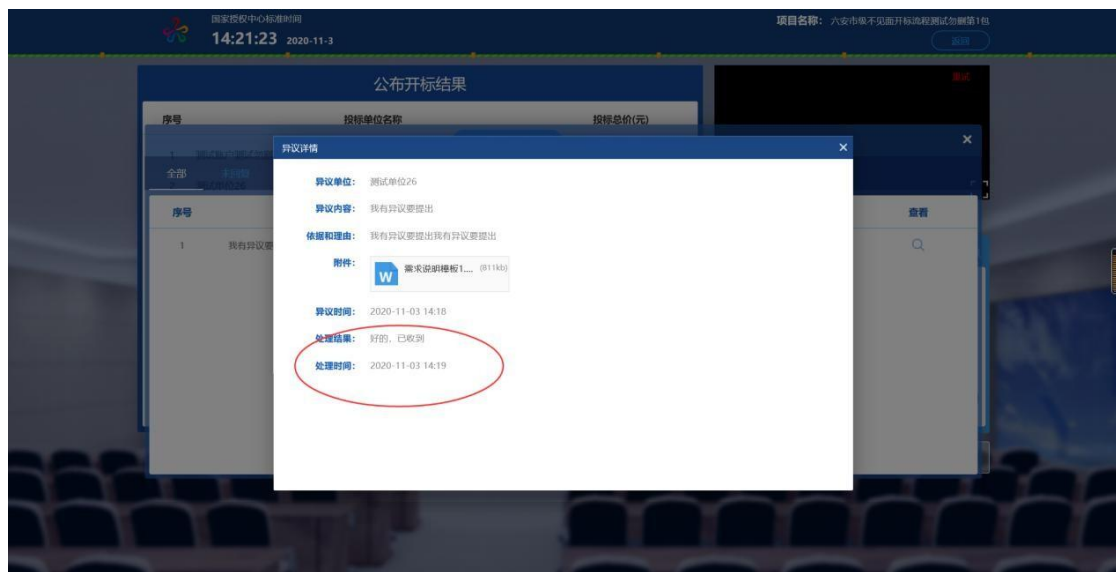 国家授权中心标准时间
14:21:23 2020-11-3
项目名称: 六安市级不见面开标流程测试勿删第1包
返回
公布开标结果
测试
序号 投标单位名称 投标总价(元)
全部 未回复
序号 查看
1 我有异议要
异议详情
异议单位: 测试单位26
异议内容: 我有异议要提出
依据和理由: 我有异议要提出我有异议要提出
附件: 需求说明模板1.... (811kb)
异议时间: 2020-11-03 14:18
处理结果: 好的，已收到
处理时间: 2020-11-03 14:19